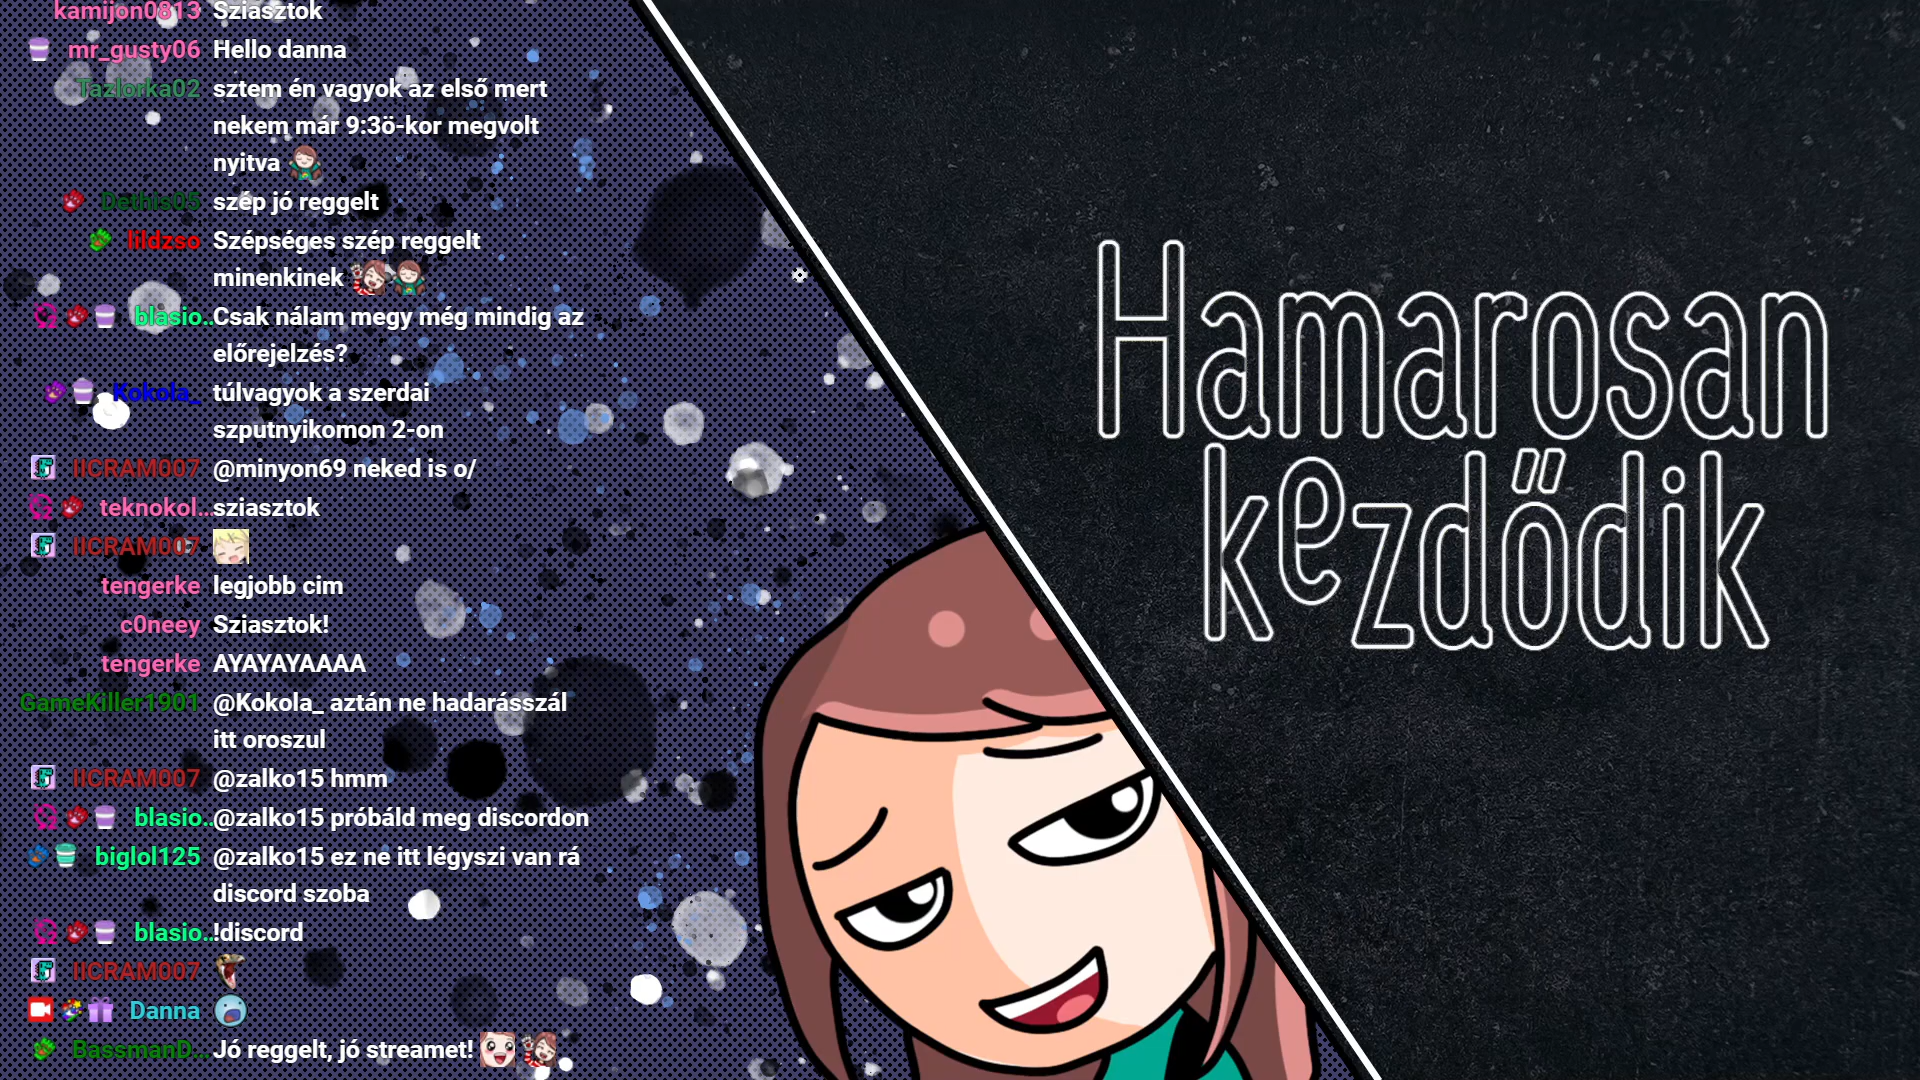 kamijon0813 Sziasztok
mr_gusty06 Hello danna
Tazlorka02 sztem én vagyok az első mert
nekem már 9:3ö-kor megvolt
nyitva
Dethis05 szép jó reggelt
lildzso Szépséges szép reggelt
minenkinek
blasio.. Csak nálam megy még mindig az
előrejelzés?
Kokola_ túlvagyok a szerdai
szputnyikomon 2-on
IICRAM007 @minyon69 neked is o/
teknokol... sziasztok
IICRAM007
tengerke legjobb cim
c0neey Sziasztok!
tengerke AYAYAYAAAA
GameKiller1901 @Kokola_ aztán ne hadarásszál
itt oroszul
IICRAM007 @zalko15 hmm
blasio.. @zalko15 próbáld meg discordon
biglol125 @zalko15 ez ne itt légyszi van rá
discord szoba
blasio.. !discord
IICRAM007
Danna
BassmanD... Jó reggelt, jó streamet!
Hamarosan
kezdődik